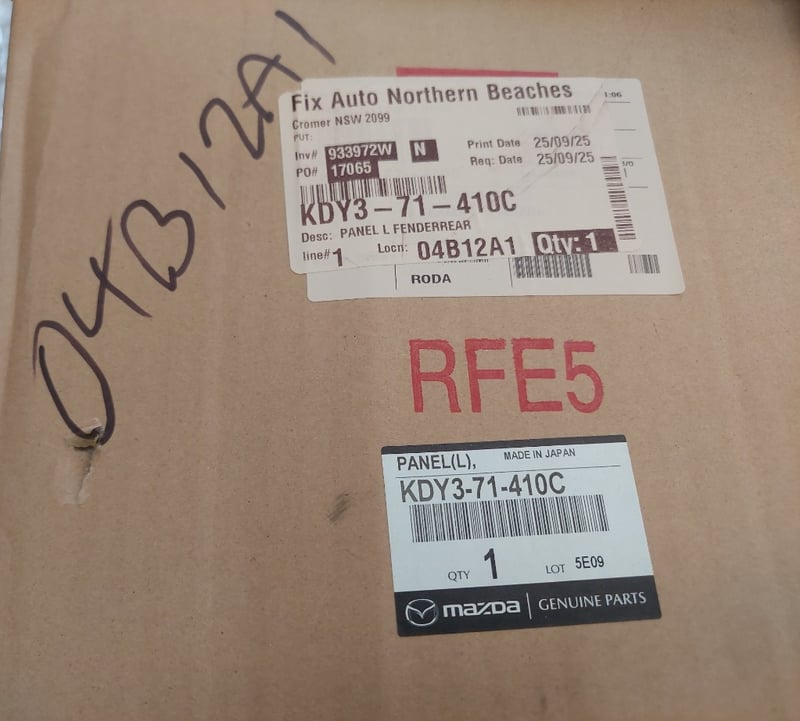 04B12A1
Fix Auto Northern Beaches
1:06
Cromer NSW 2099
PUT:
Inv# 933972W N Print Date 25/09/25
PO# 17065 Req: Date 25/09/25
KDY3-71-410C
Desc: PANEL L FENDERREAR
line# 1 Locn: 04B12A1 Qty: 1
RODA
RFE5
PANEL(L), MADE IN JAPAN
KDY3-71-410C
QTY 1 LOT 5E09
mazda GENUINE PARTS